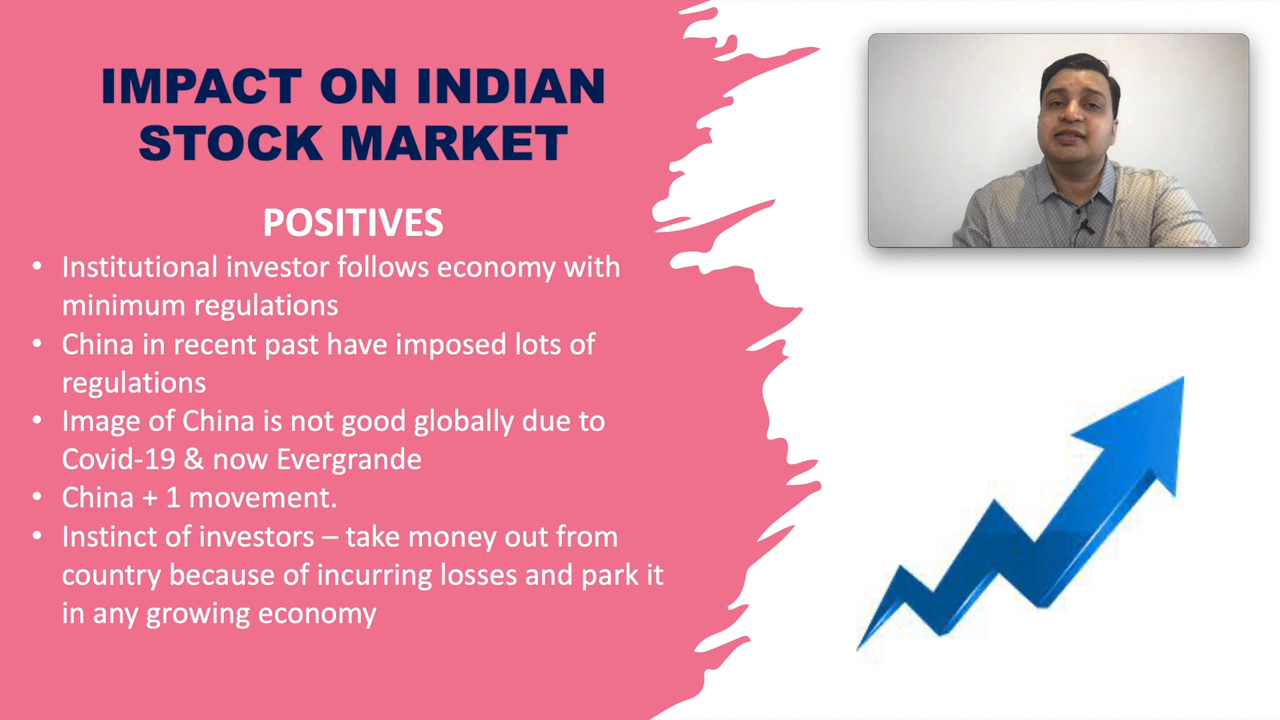 IMPACT ON INDIAN
STOCK MARKET
POSITIVES
• Institutional investor follows economy with
minimum regulations
• China in recent past have imposed lots of
regulations
• Image of China is not good globally due to
Covid-19 & now Evergrande
• China + 1 movement.
• Instinct of investors – take money out from
country because of incurring losses and park it
in any growing economy